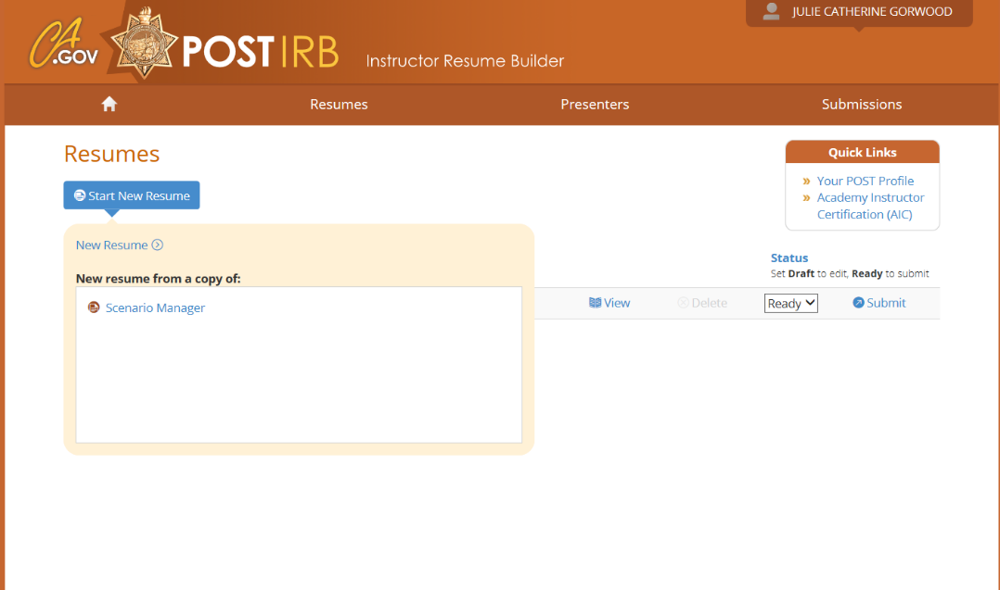 JULIE CATHERINE GORWOOD
CA
.GOV
POST IRB
Instructor Resume Builder
Resumes
Presenters
Submissions
Resumes
Start New Resume
New Resume
New resume from a copy of:
Scenario Manager
Quick Links
» Your POST Profile
» Academy Instructor
Certification (AIC)
Status
Set Draft to edit, Ready to submit
View
Delete
Ready
Submit